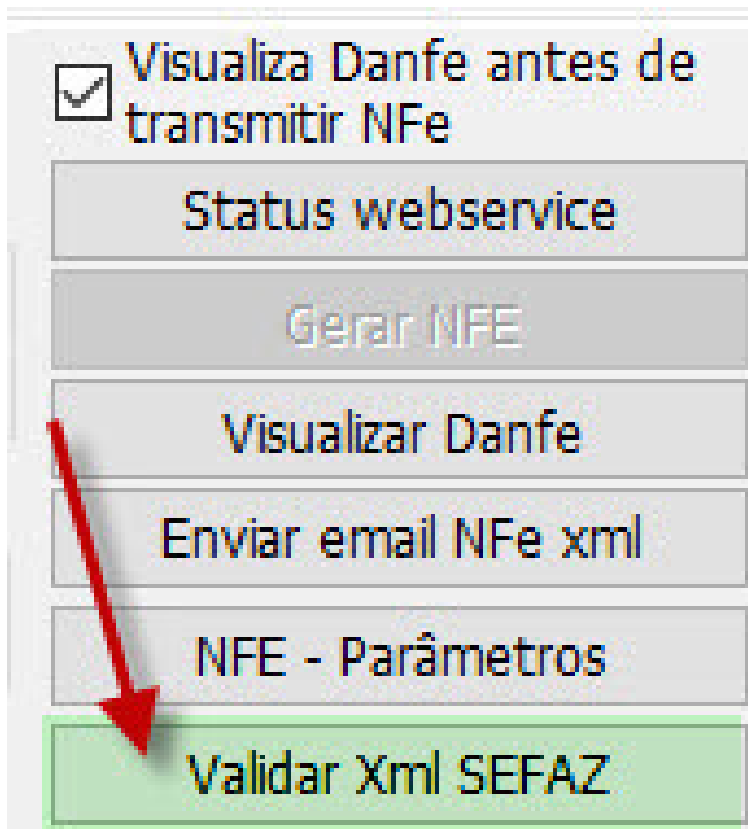 Visualiza Danfe antes de
transmitir NFe
Status webservice
Gerar NFE
Visualizar Danfe
Enviar email NFe xml
NFE - Parâmetros
Validar Xml SEFAZ